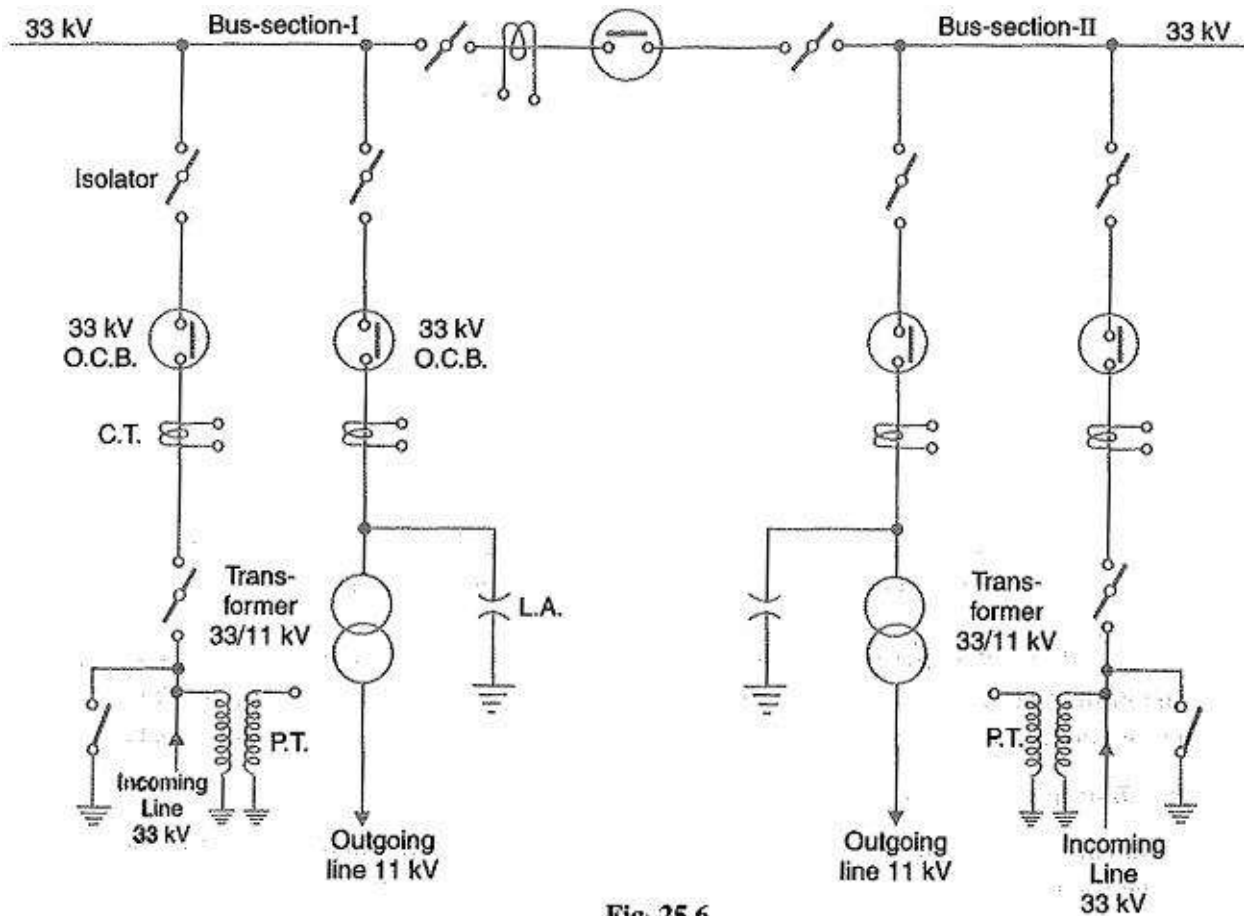 33 kV
Bus-section-I
Bus-section-II
33 kV
Isolator
33 kV
O.C.B.
33 kV
O.C.B.
C.T.
Trans-
former
33/11 kV
L.A.
Trans-
former
33/11 kV
P.T.
P.T.
Incoming
Line
33 kV
Outgoing
line 11 kV
Outgoing
line 11 kV
Incoming
Line
33 kV
Fig. 25.6